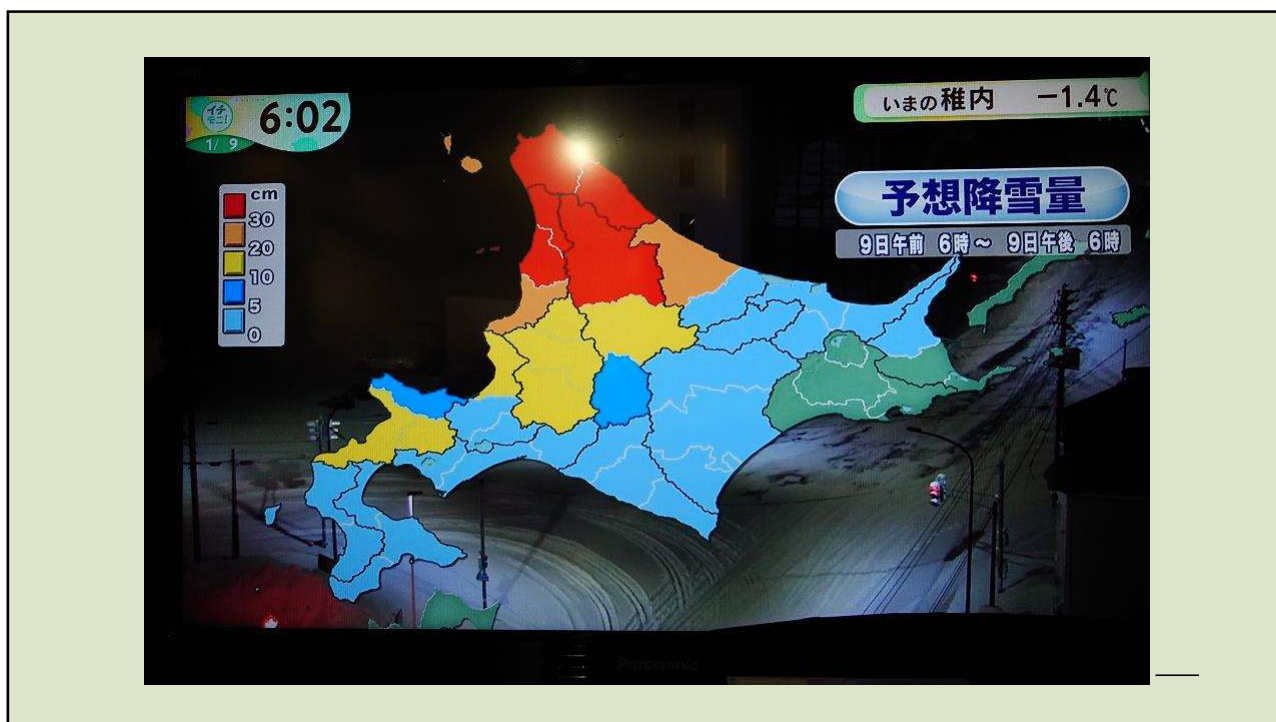 イチモニ!
6:02
1/9
いまの稚内 -1.4℃
予想降雪量
9日午前 6時~ 9日午後 6時
cm
30
20
10
5
0
Panasonic